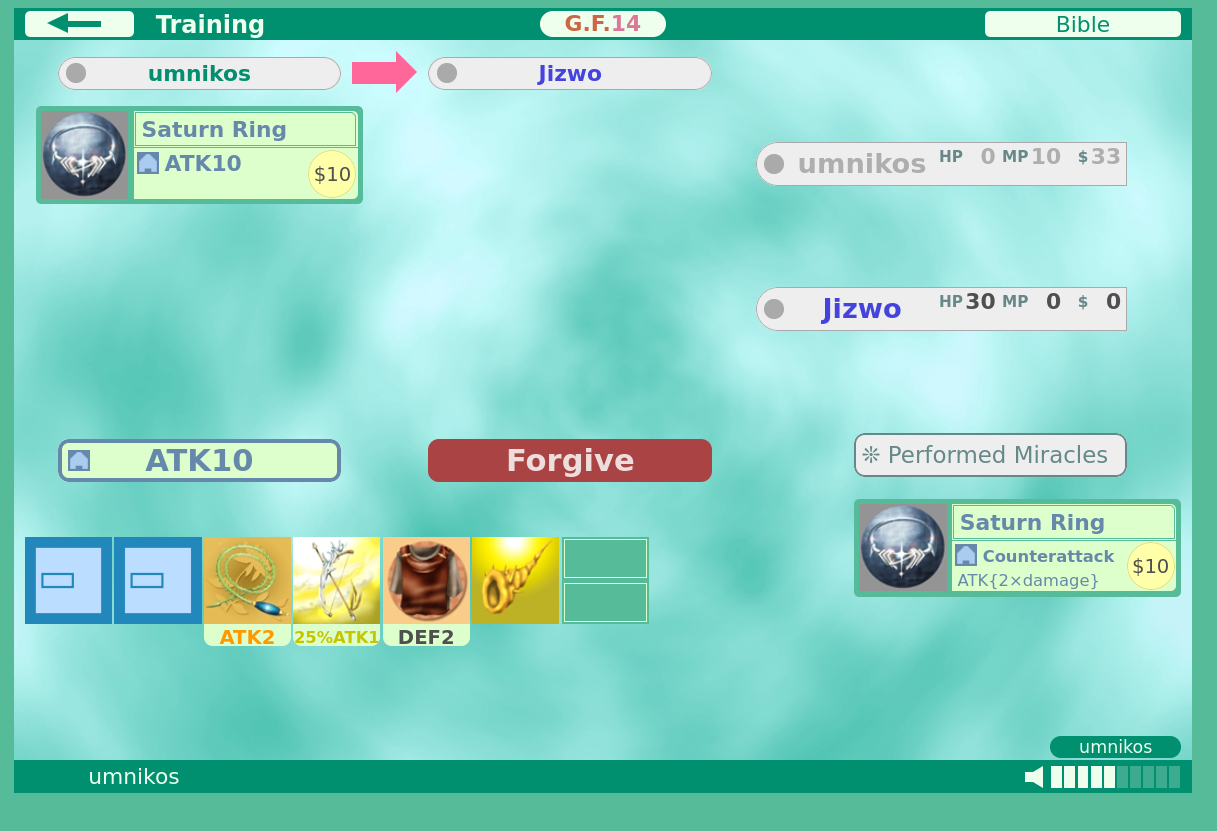 Training
G.F.14
Bible
umnikos
Jizwo
Saturn Ring
ATK10
$10
umnikos HP 0 MP 10 $ 33
Jizwo HP 30 MP 0 $ 0
ATK10
Forgive
❊ Performed Miracles
Saturn Ring
Counterattack
ATK{2×damage}
$10
ATK2
25%ATK1
DEF2
umnikos
umnikos